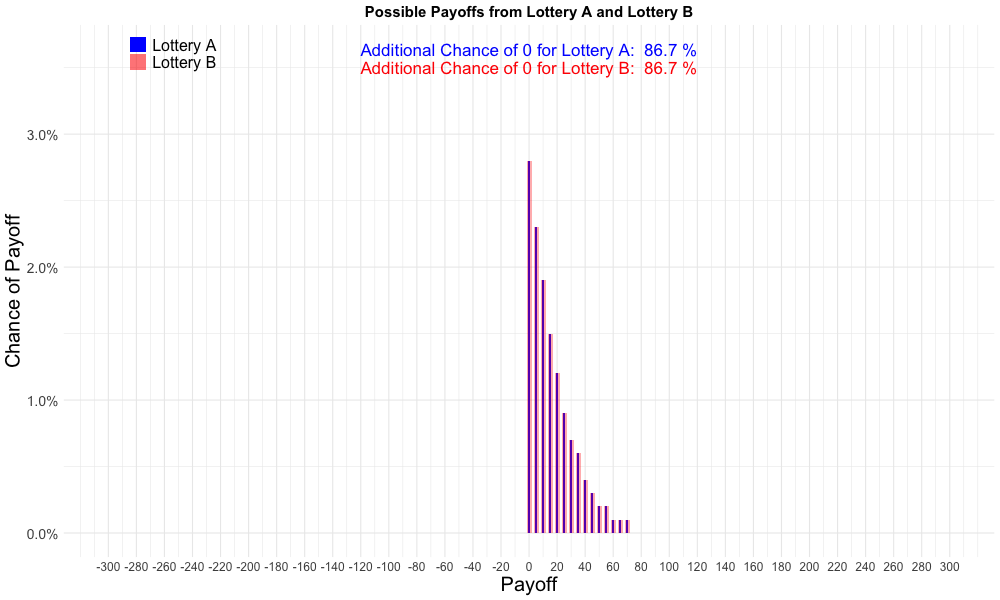 Possible Payoffs from Lottery A and Lottery B
Lottery A
Lottery B
Additional Chance of 0 for Lottery A: 86.7 %
Additional Chance of 0 for Lottery B: 86.7 %
Chance of Payoff
3.0%
2.0%
1.0%
0.0%
-300 -280 -260 -240 -220 -200 -180 -160 -140 -120 -100 -80 -60 -40 -20 0 20 40 60 80 100 120 140 160 180 200 220 240 260 280 300
Payoff